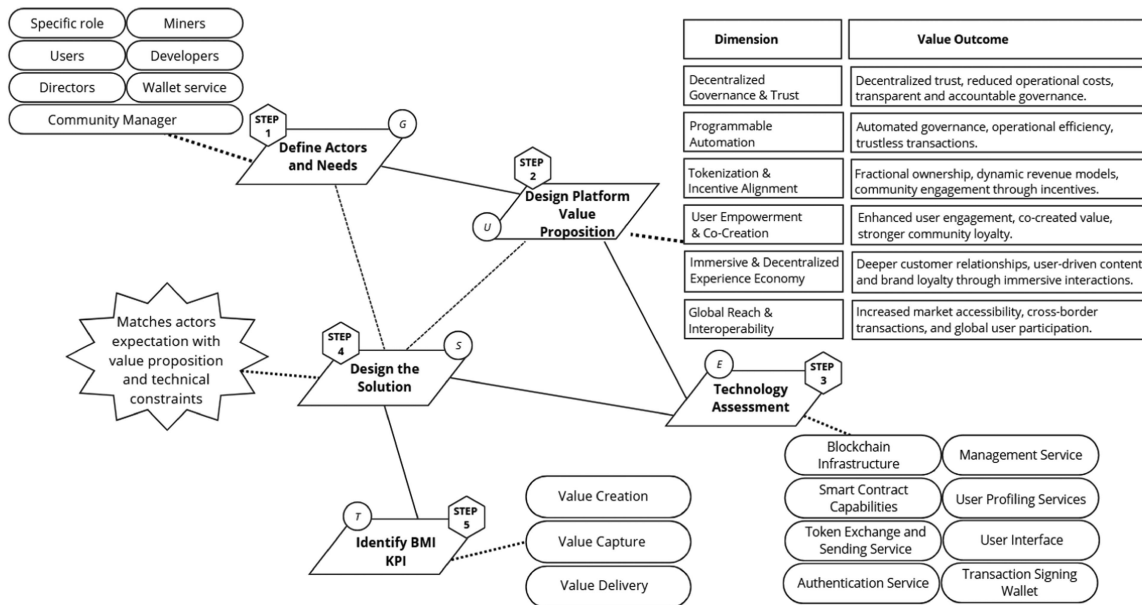 Specific role
Miners
Users
Developers
Directors
Wallet service
Community Manager
STEP
1
G
Define Actors
and Needs
STEP
2
U
Design Platform
Value
Proposition
Dimension
Value Outcome
Decentralized
Governance & Trust
Decentralized trust, reduced operational costs,
transparent and accountable governance.
Programmable
Automation
Automated governance, operational efficiency,
trustless transactions.
Tokenization &
Incentive Alignment
Fractional ownership, dynamic revenue models,
community engagement through incentives.
User Empowerment
& Co-Creation
Enhanced user engagement, co-created value,
stronger community loyalty.
Immersive & Decentralized
Experience Economy
Deeper customer relationships, user-driven content
and brand loyalty through immersive interactions.
Global Reach &
Interoperability
Increased market accessibility, cross-border
transactions, and global user participation.
Matches actors
expectation with
value proposition
and technical
constraints
STEP
4
S
Design the
Solution
E
STEP
3
Technology
Assessment
Blockchain
Infrastructure
Management Service
Smart Contract
Capabilities
User Profiling Services
Token Exchange and
Sending Service
User Interface
Authentication Service
Transaction Signing
Wallet
T
STEP
5
Identify BMI
KPI
Value Creation
Value Capture
Value Delivery